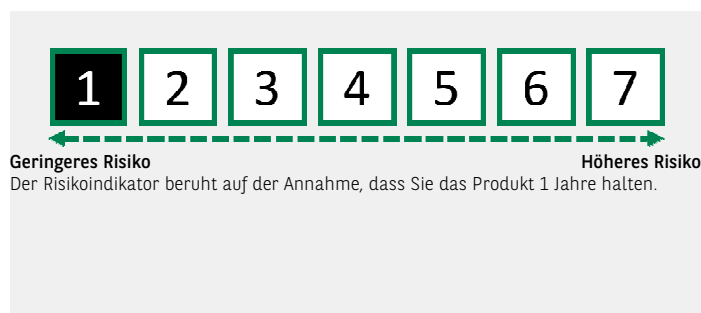 1 2 3 4 5 6 7
Geringeres Risiko Höheres Risiko
Der Risikoindikator beruht auf der Annahme, dass Sie das Produkt 1 Jahre halten.